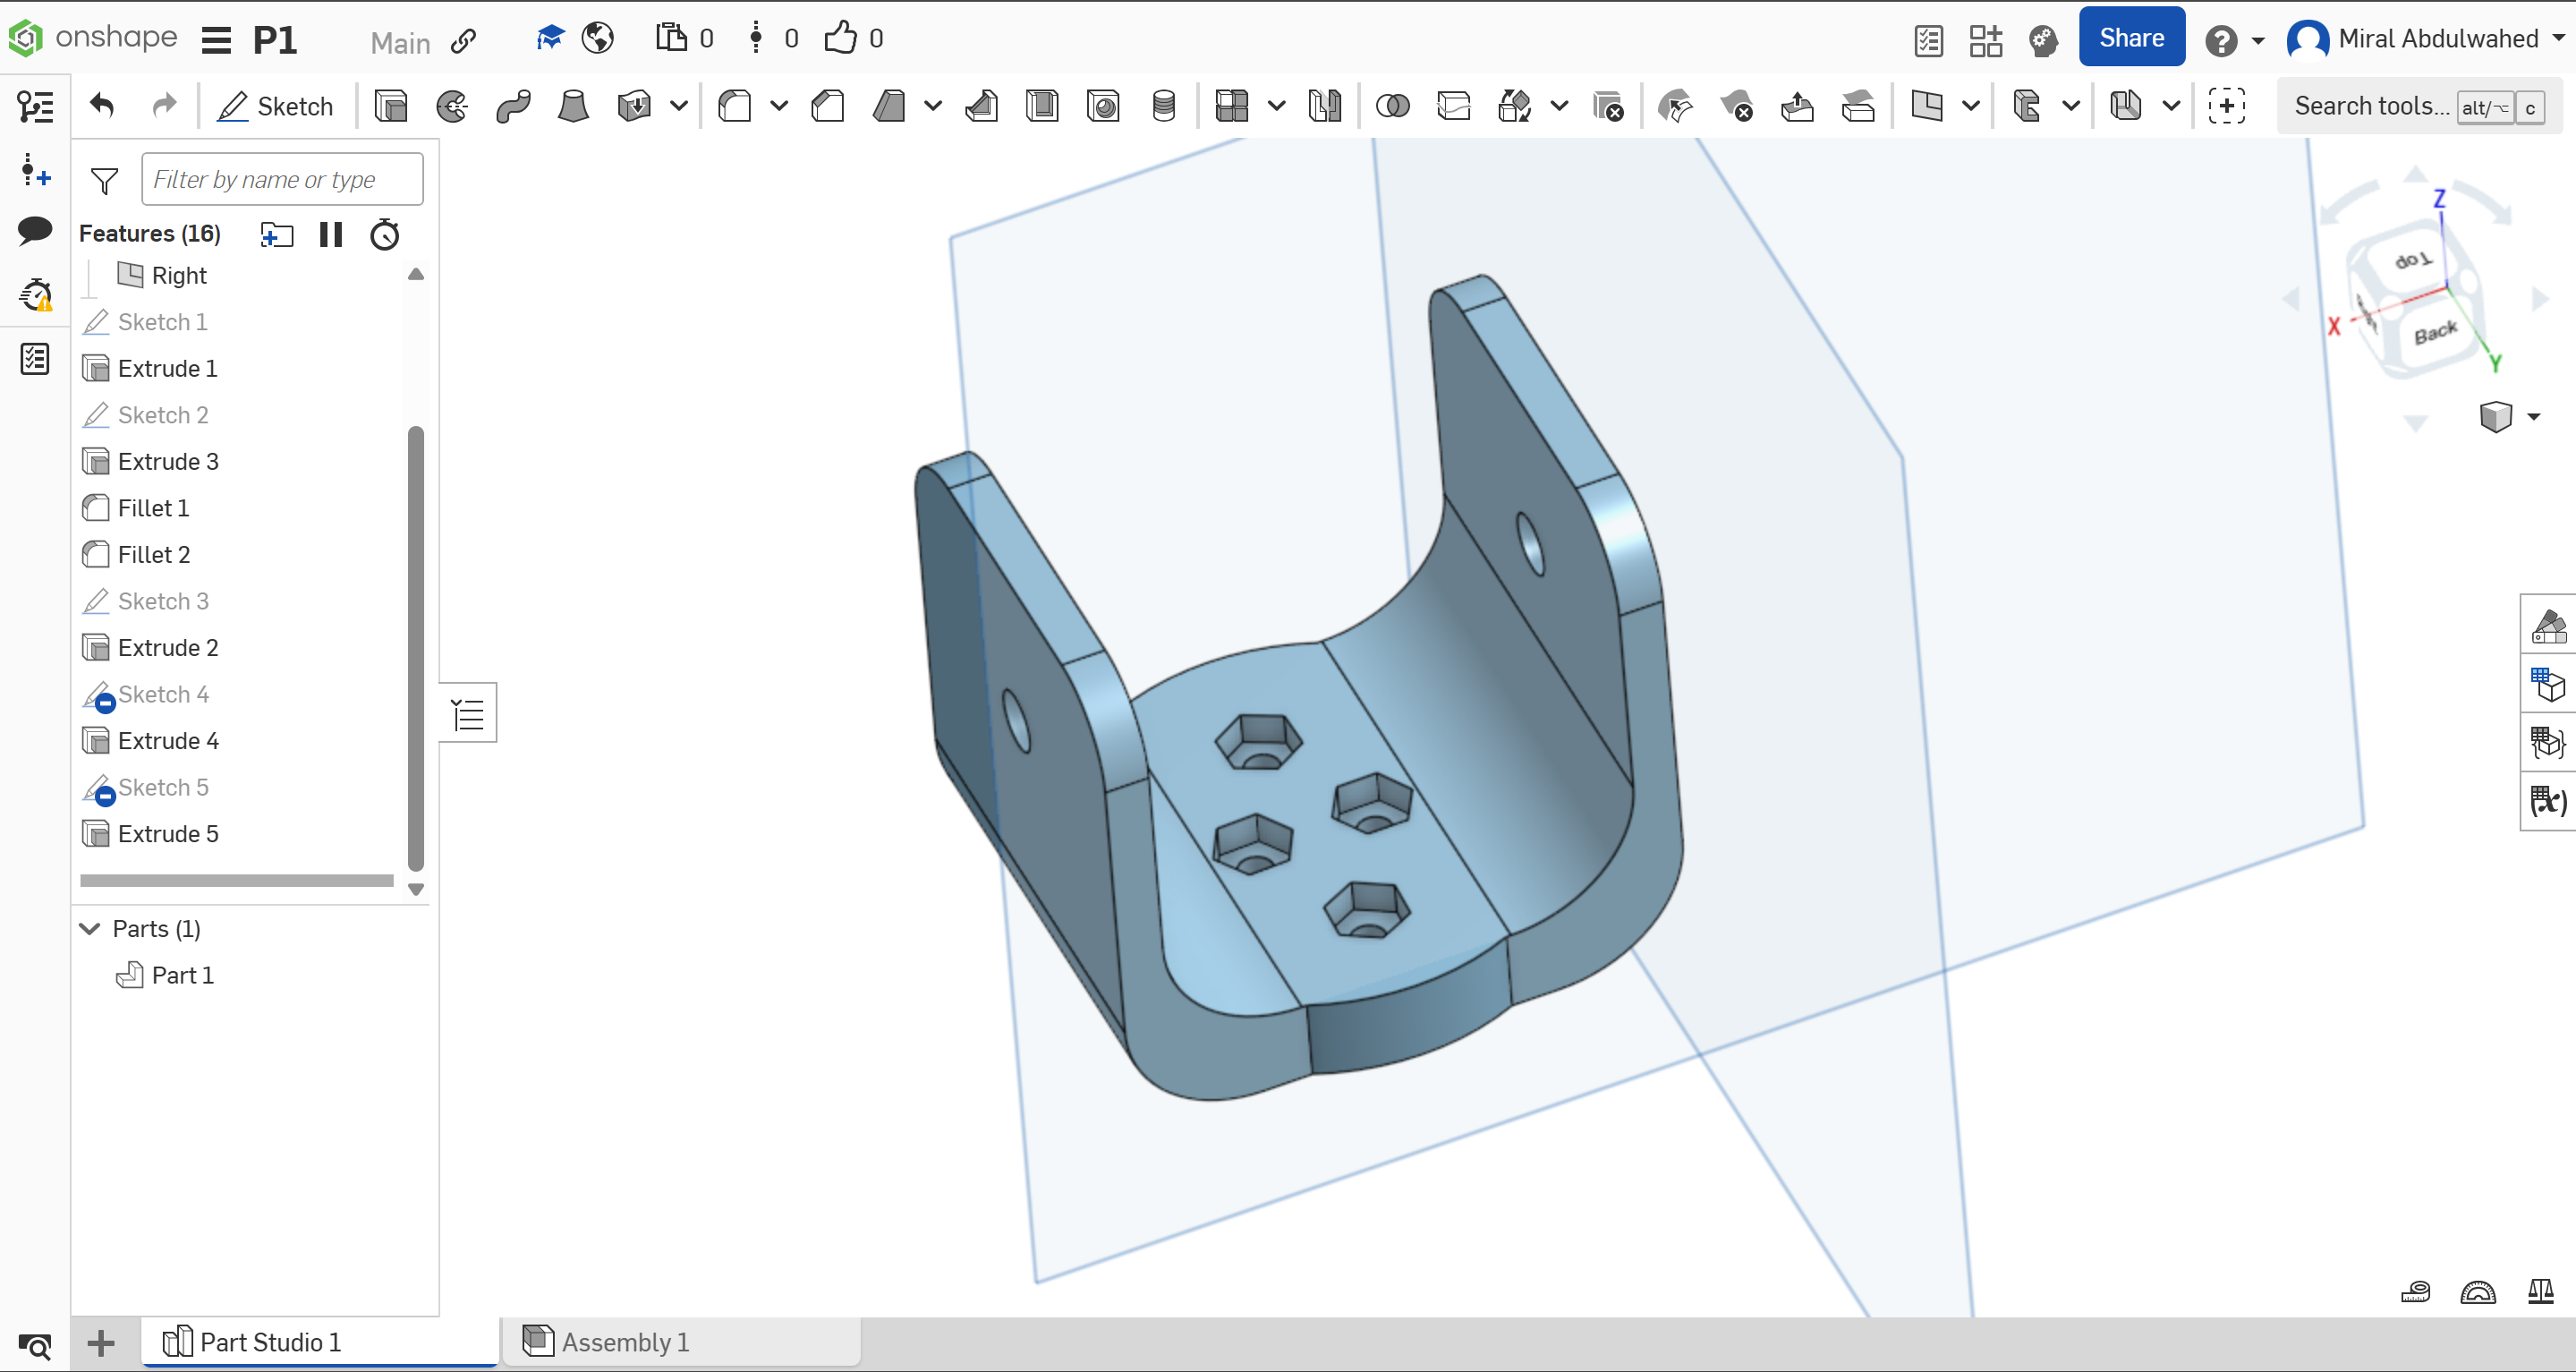 onshape P1 Main 0 0 0 Share Miral Abdulwahed
Sketch Search tools... alt/⌥ c
Filter by name or type
Features (16)
Right
Sketch 1
Extrude 1
Sketch 2
Extrude 3
Fillet 1
Fillet 2
Sketch 3
Extrude 2
Sketch 4
Extrude 4
Sketch 5
Extrude 5
Parts (1)
Part 1
Z
Top
X
Back
Y
(x)
Part Studio 1
Assembly 1